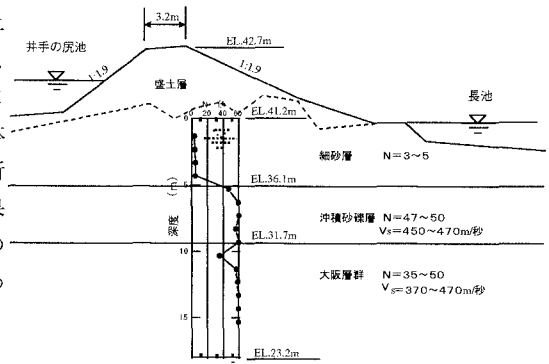 3.2m
EL.42.7m
井手の尻池
1:1.9
1:1.9
盛土層
長池
N 値
EL.41.2m
0 20 40 60
0
細砂層 N=3~5
EL.36.1m
5
(m)
沖積砂礫層 N=47~50
Vs=450~470m/秒
深度
EL.31.7m
10
大阪層群 N=35~50
Vs=370~470m/秒
15
EL.23.2m